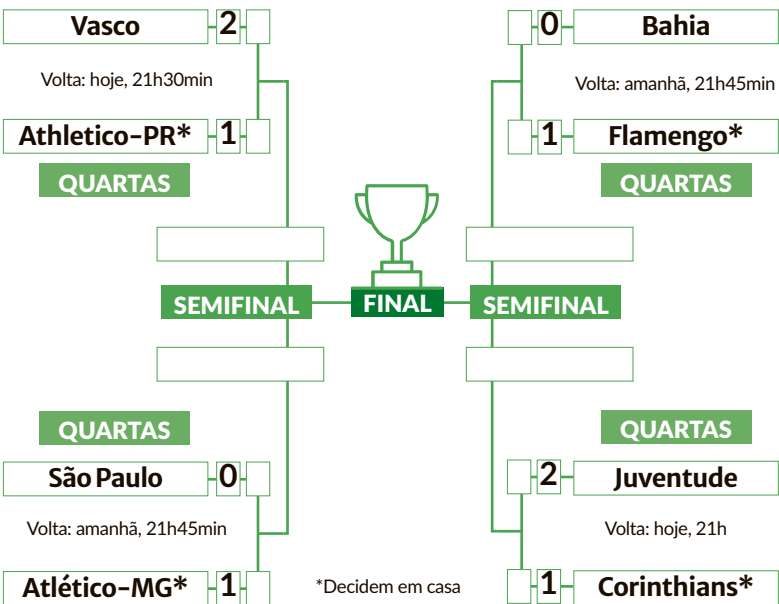 Vasco 2
Volta: hoje, 21h30min
Athletico-PR* 1
QUARTAS
0 Bahia
Volta: amanhã, 21h45min
1 Flamengo*
QUARTAS
SEMIFINAL
FINAL
SEMIFINAL
QUARTAS
São Paulo 0
Volta: amanhã, 21h45min
Atlético-MG* 1
QUARTAS
2 Juventude
Volta: hoje, 21h
1 Corinthians*
*Decidem em casa